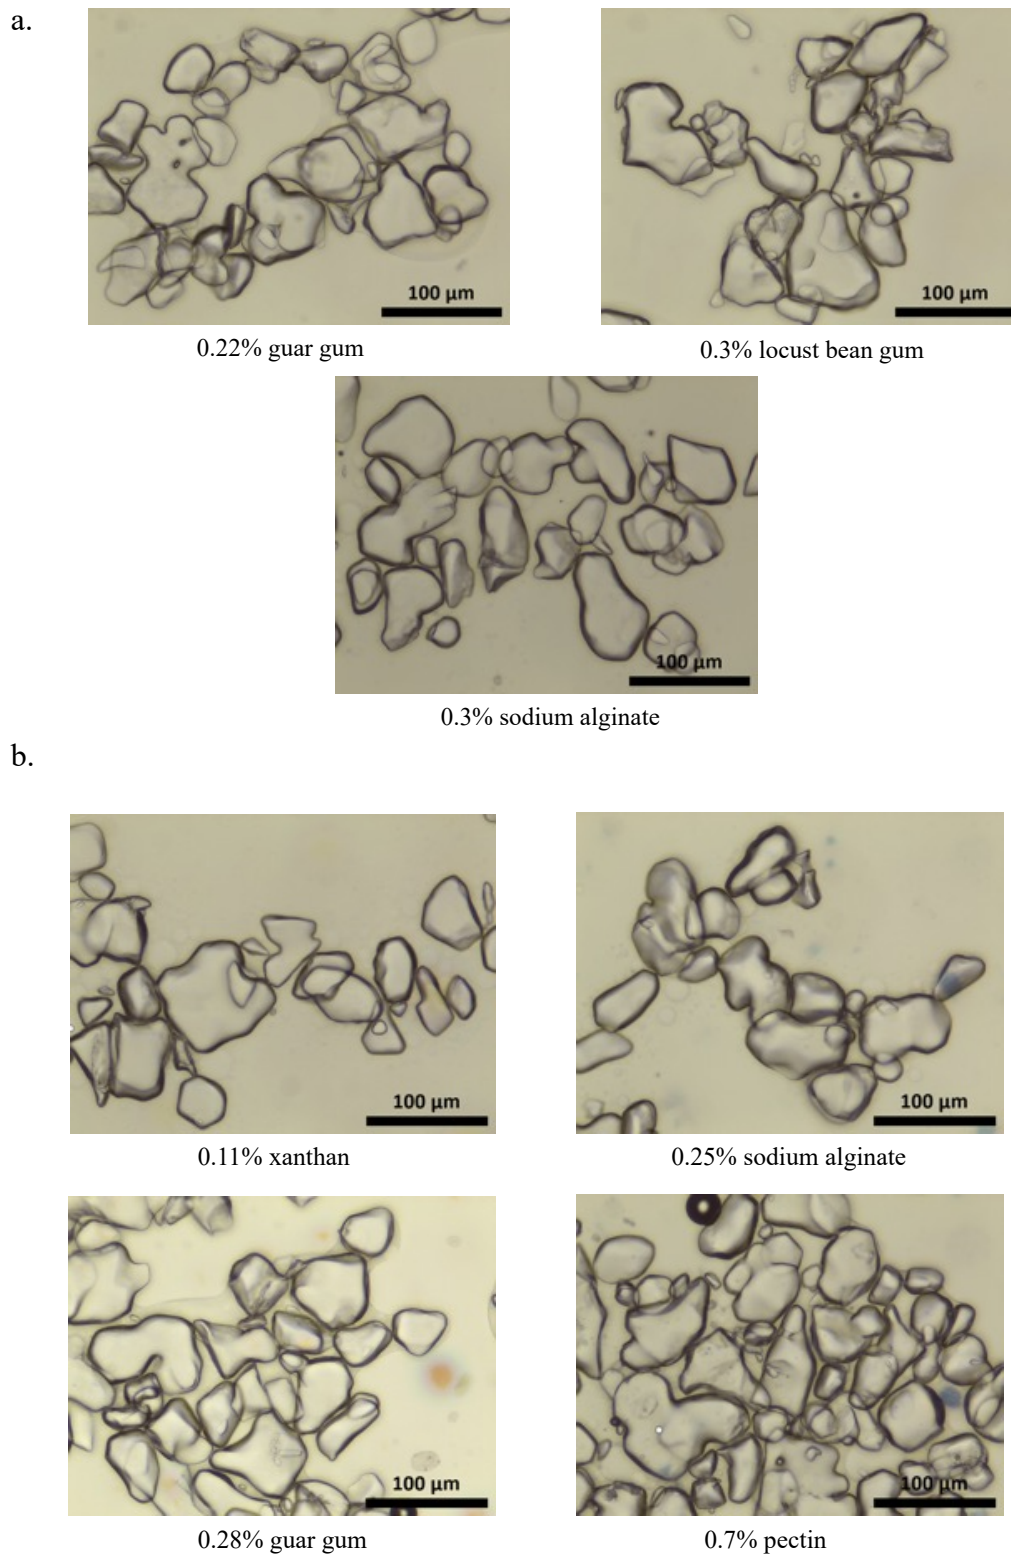 a.
100 µm
100 µm
0.22% guar gum
0.3% locust bean gum
100 µm
0.3% sodium alginate
b.
100 µm
100 µm
0.11% xanthan
0.25% sodium alginate
100 µm
100 µm
0.28% guar gum
0.7% pectin